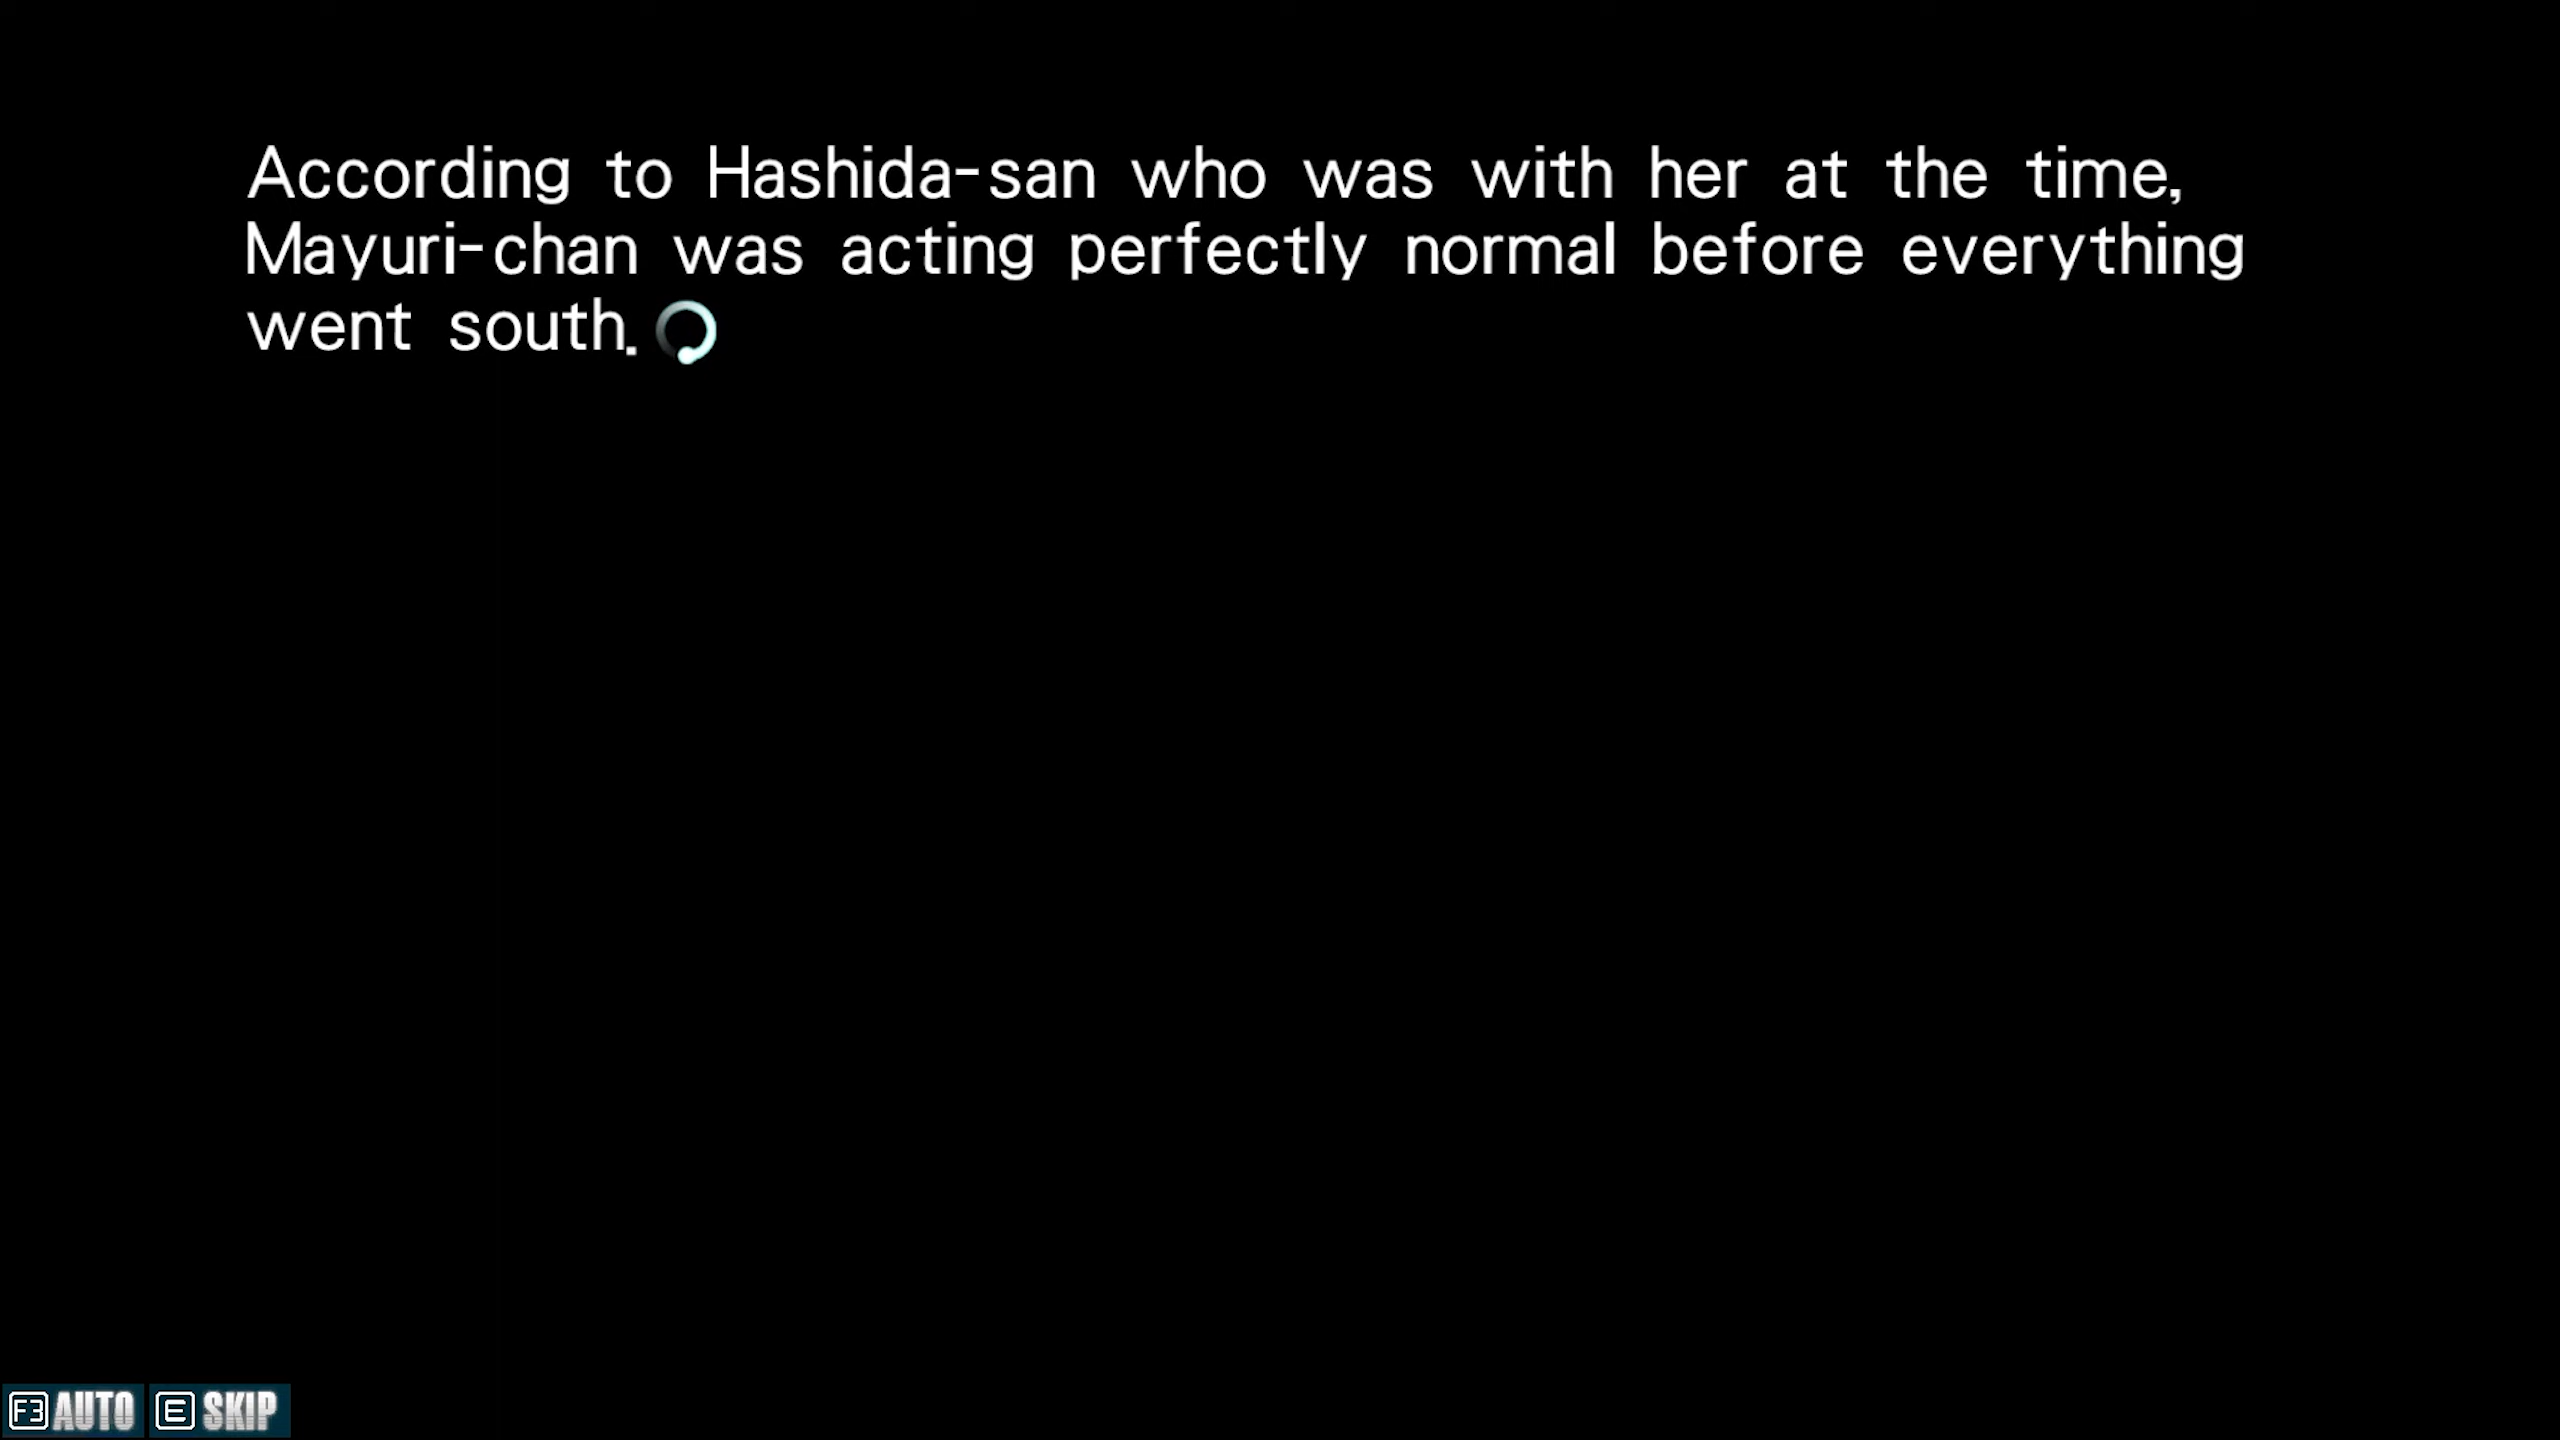 According to Hashida-san who was with her at the time,
Mayuri-chan was acting perfectly normal before everything
went south.
F3 AUTO E SKIP